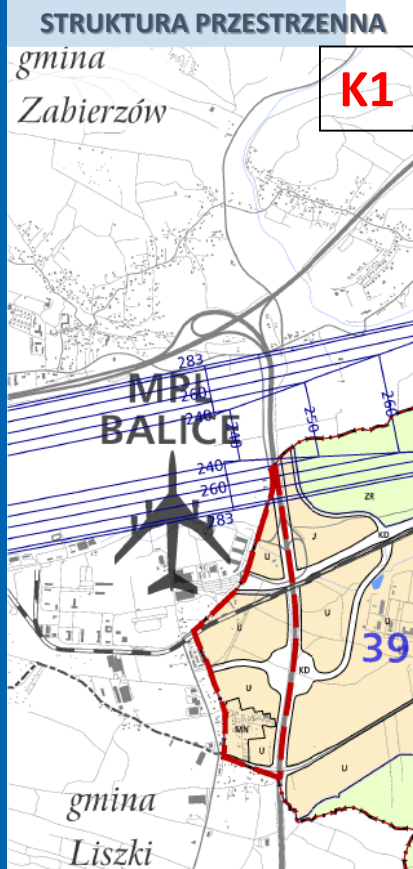 STRUKTURA PRZESTRZENNA
gmina
Zabierzów
K1
283
260
240
MPL
BALICE
240
250
260
240
260
283
ZR
U
J
KD
U
U
U
U
39
KD
U
MN
U
U
gmina
Liszki